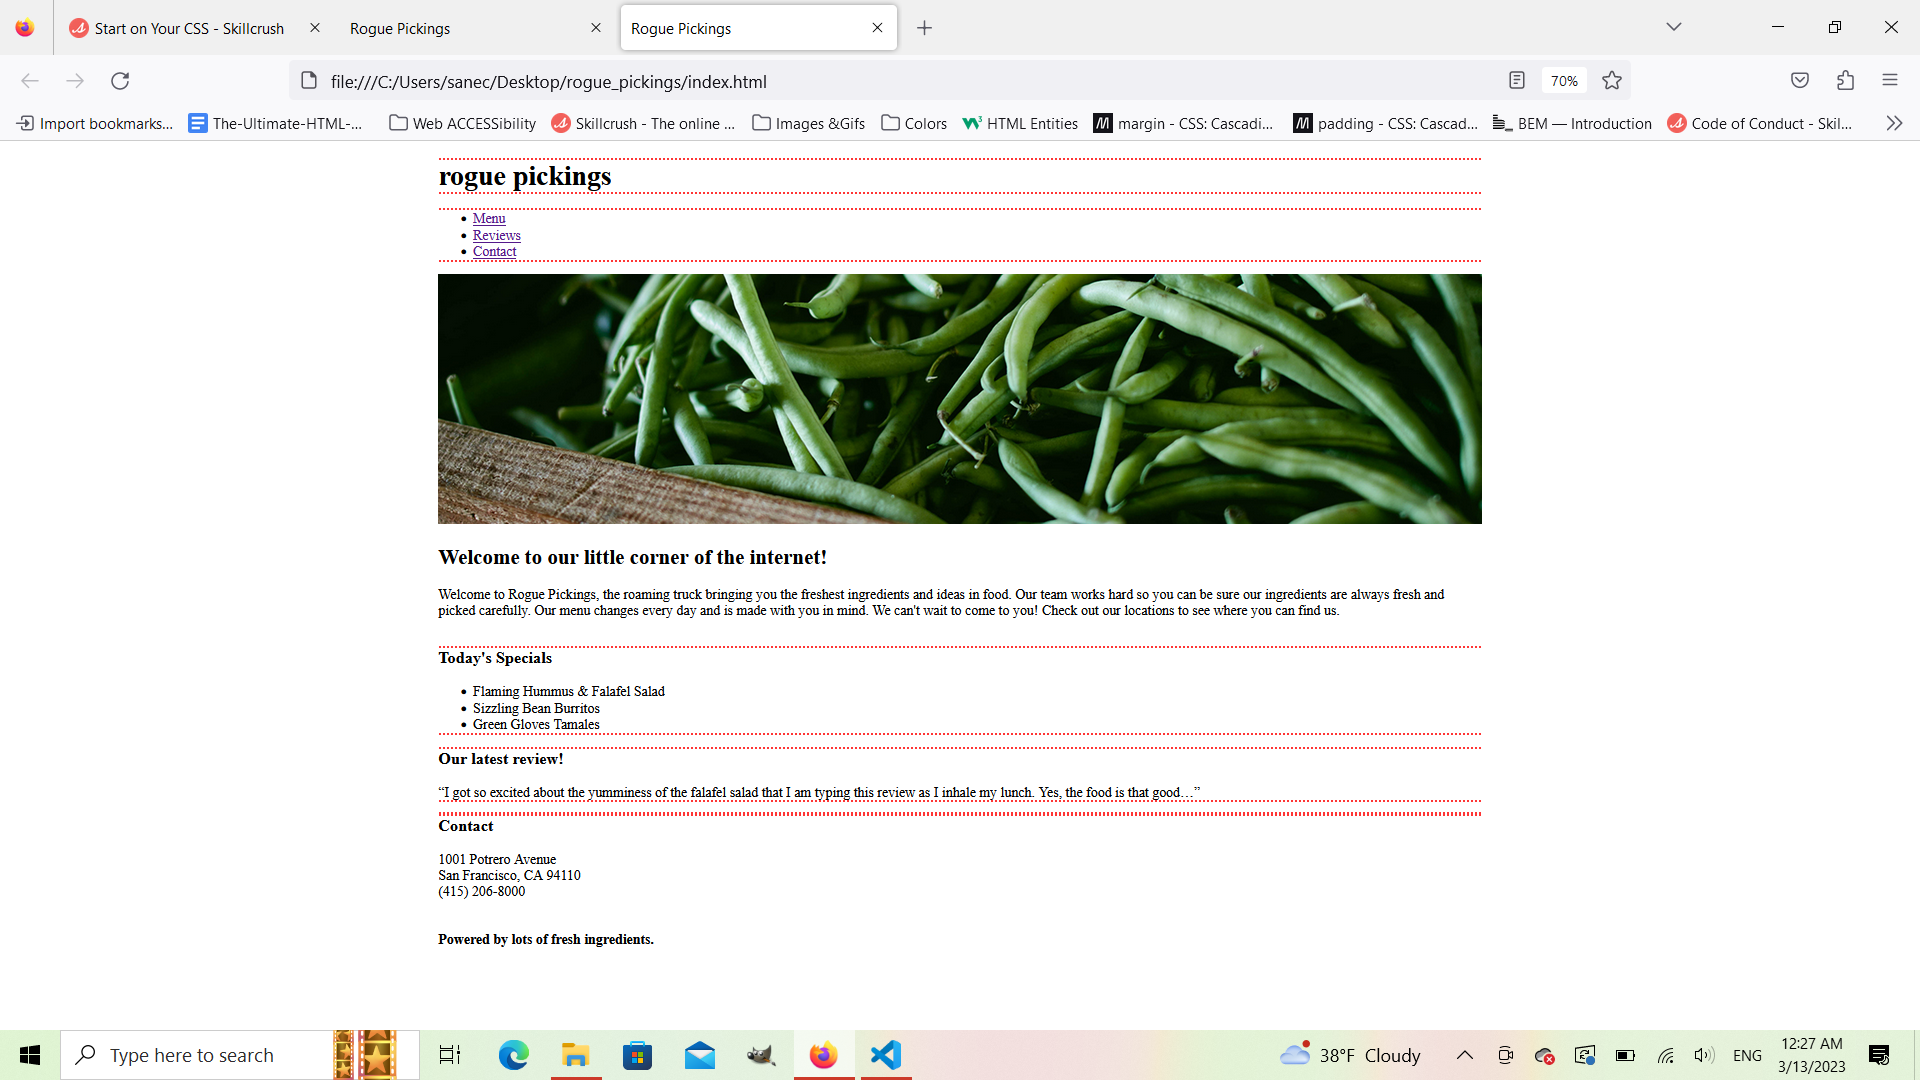 Start on Your CSS - Skillcrush
Rogue Pickings
Rogue Pickings
file:///C:/Users/sanec/Desktop/rogue_pickings/index.html
70%
Import bookmarks...
The-Ultimate-HTML-...
Web ACCESSibility
Skillcrush - The online ...
Images &Gifs
Colors
HTML Entities
margin - CSS: Cascadi...
padding - CSS: Cascad...
BEM — Introduction
Code of Conduct - Skil...
rogue pickings
Menu
Reviews
Contact
Welcome to our little corner of the internet!
Welcome to Rogue Pickings, the roaming truck bringing you the freshest ingredients and ideas in food. Our team works hard so you can be sure our ingredients are always fresh and
picked carefully. Our menu changes every day and is made with you in mind. We can't wait to come to you! Check out our locations to see where you can find us.
Today's Specials
Flaming Hummus & Falafel Salad
Sizzling Bean Burritos
Green Gloves Tamales
Our latest review!
“I got so excited about the yumminess of the falafel salad that I am typing this review as I inhale my lunch. Yes, the food is that good…”
Contact
1001 Potrero Avenue
San Francisco, CA 94110
(415) 206-8000
Powered by lots of fresh ingredients.
Type here to search
38°F Cloudy
ENG
12:27 AM
3/13/2023